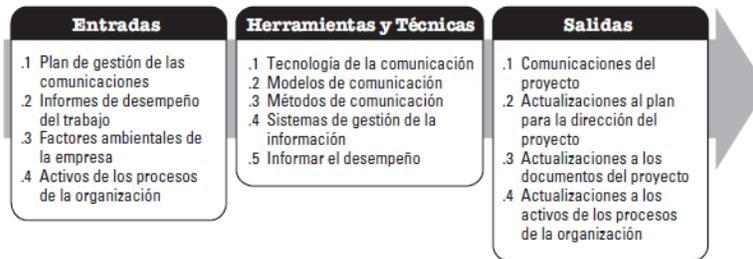 Entradas
.1 Plan de gestión de las
comunicaciones
.2 Informes de desempeño
del trabajo
.3 Factores ambientales de
la empresa
.4 Activos de los procesos
de la organización
Herramientas y Técnicas
.1 Tecnología de la comunicación
.2 Modelos de comunicación
.3 Métodos de comunicación
.4 Sistemas de gestión de la
información
.5 Informar el desempeño
Salidas
.1 Comunicaciones del
proyecto
.2 Actualizaciones al plan
para la dirección del
proyecto
.3 Actualizaciones a los
documentos del proyecto
.4 Actualizaciones a los
activos de los procesos
de la organización